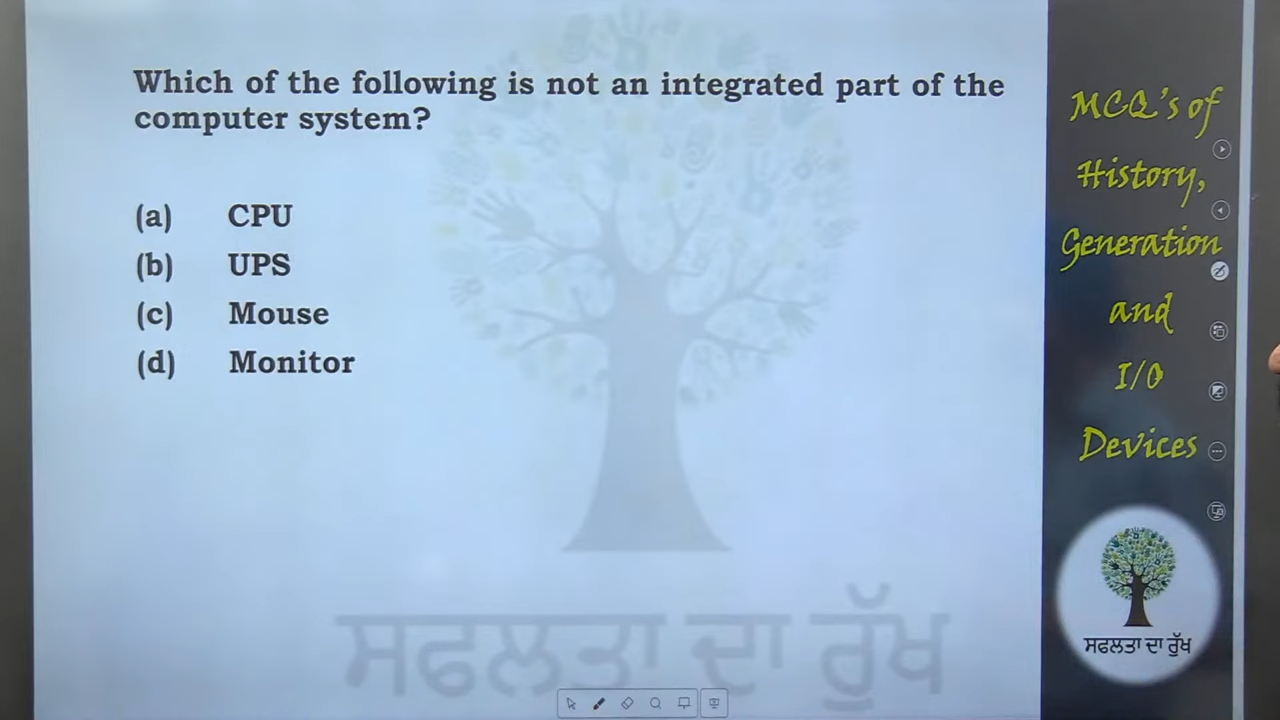 Which of the following is not an integrated part of the
computer system?
(a) CPU
(b) UPS
(c) Mouse
(d) Monitor
ਸਫਲਤਾ ਦਾ ਰੁੱਖ
MCQ's of
History,
Generation
and
I/O
Devices
ਸਫਲਤਾ ਦਾ ਰੁੱਖ